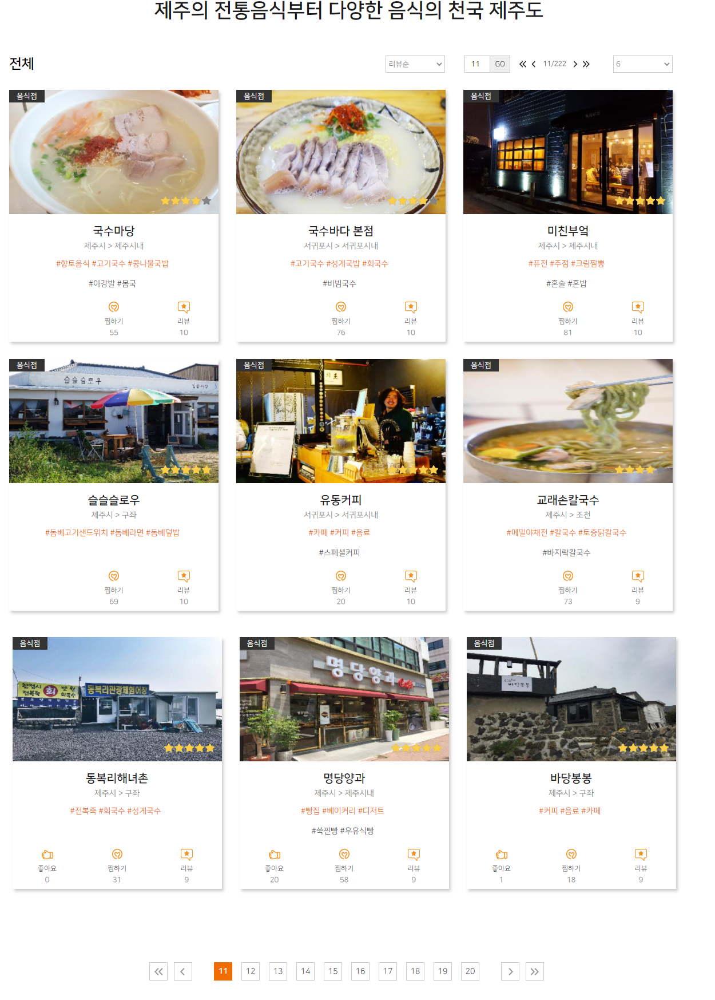 제주의 전통음식부터 다양한 음식의 천국 제주도
전체
리뷰순
11 GO
11/222
6
음식점
국수마당
제주시 > 제주시내
#향토음식 #고기국수 #콩나물국밥
#아강발 #몸국
찜하기
55
리뷰
10
음식점
국수바다 본점
서귀포시 > 서귀포시내
#고기국수 #성게국밥 #회국수
#비빔국수
찜하기
76
리뷰
10
음식점
미친부엌
제주시 > 제주시내
#퓨전 #주점 #크림짬뽕
#혼술 #혼밥
찜하기
81
리뷰
10
음식점
슬슬슬로우
슬슬슬로우
제주시 > 구좌
#돔베고기샌드위치 #돔베라면 #돔베덮밥
찜하기
69
리뷰
10
음식점
유동커피
서귀포시 > 서귀포시내
#카페 #커피 #음료
#스페셜커피
찜하기
20
리뷰
10
음식점
교래손칼국수
제주시 > 조천
#메밀야채전 #칼국수 #토종닭칼국수
#바지락칼국수
찜하기
73
리뷰
9
음식점
전복죽 회 회국수
동복리관광체험어장
동복리해녀촌
제주시 > 구좌
#전복죽 #회국수 #성게국수
좋아요
0
찜하기
31
리뷰
9
음식점
명당양과 Cafe
명당양과
제주시 > 제주시내
#빵집 #베이커리 #디저트
#쑥찐빵 #우유식빵
좋아요
20
찜하기
58
리뷰
9
음식점
바당봉봉
바당봉봉
제주시 > 구좌
#커피 #음료 #카페
좋아요
1
찜하기
18
리뷰
9
11 12 13 14 15 16 17 18 19 20